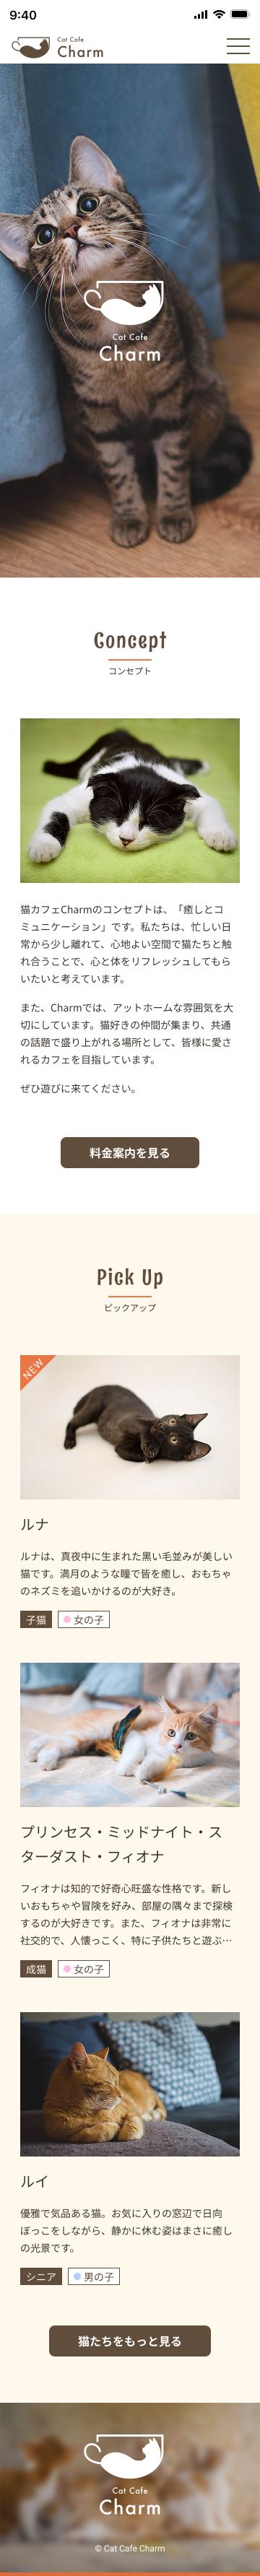 9:40
Cat Cafe
Charm
Cat Cafe
Charm
Concept
コンセプト
猫カフェCharmのコンセプトは、「癒しとコ
ミュニケーション」です。私たちは、忙しい日
常から少し離れて、心地よい空間で猫たちと触
れ合うことで、心と体をリフレッシュしてもら
いたいと考えています。
また、Charmでは、アットホームな雰囲気を大
切にしています。猫好きの仲間が集まり、共通
の話題で盛り上がれる場所として、皆様に愛さ
れるカフェを目指しています。
ぜひ遊びに来てください。
料金案内を見る
Pick Up
ピックアップ
NEW
ルナ
ルナは、真夜中に生まれた黒い毛並みが美しい
猫です。満月のような瞳で皆を癒し、おもちゃ
のネズミを追いかけるのが大好き。
子猫 女の子
プリンセス・ミッドナイト・ス
ターダスト・フィオナ
フィオナは知的で好奇心旺盛な性格です。新し
いおもちゃや冒険を好み、部屋の隅々まで探検
するのが大好きです。また、フィオナは非常に
社交的で、人懐っこく、特に子供たちと遊ぶ…
成猫 女の子
ルイ
優雅で気品ある猫。お気に入りの窓辺で日向
ぼっこをしながら、静かに休む姿はまさに癒し
の光景です。
シニア 男の子
猫たちをもっと見る
Cat Cafe
Charm
© Cat Cafe Charm